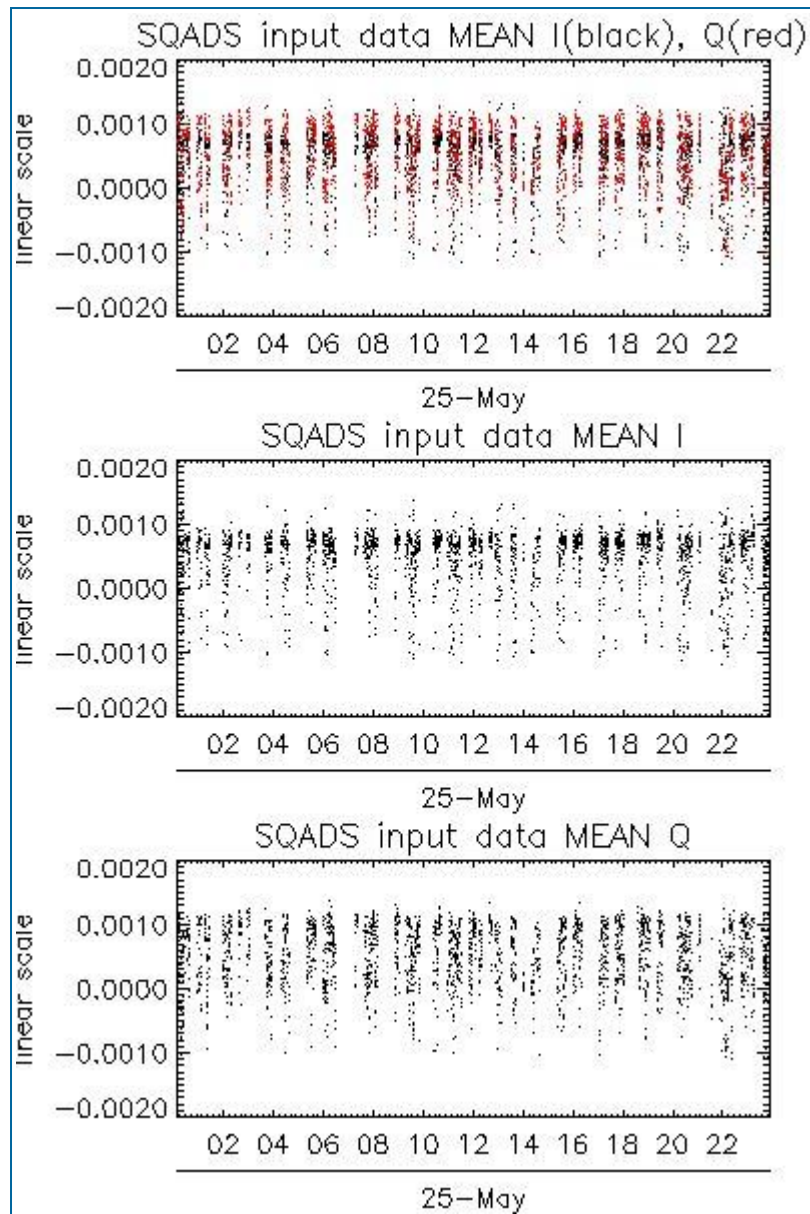 SQADS input data MEAN I(black), Q(red)
linear scale
0.0020
0.0010
0.0000
−0.0010
−0.0020
02 04 06 08 10 12 14 16 18 20 22
25-May
SQADS input data MEAN I
linear scale
0.0020
0.0010
0.0000
−0.0010
−0.0020
02 04 06 08 10 12 14 16 18 20 22
25-May
SQADS input data MEAN Q
linear scale
0.0020
0.0010
0.0000
−0.0010
−0.0020
02 04 06 08 10 12 14 16 18 20 22
25-May